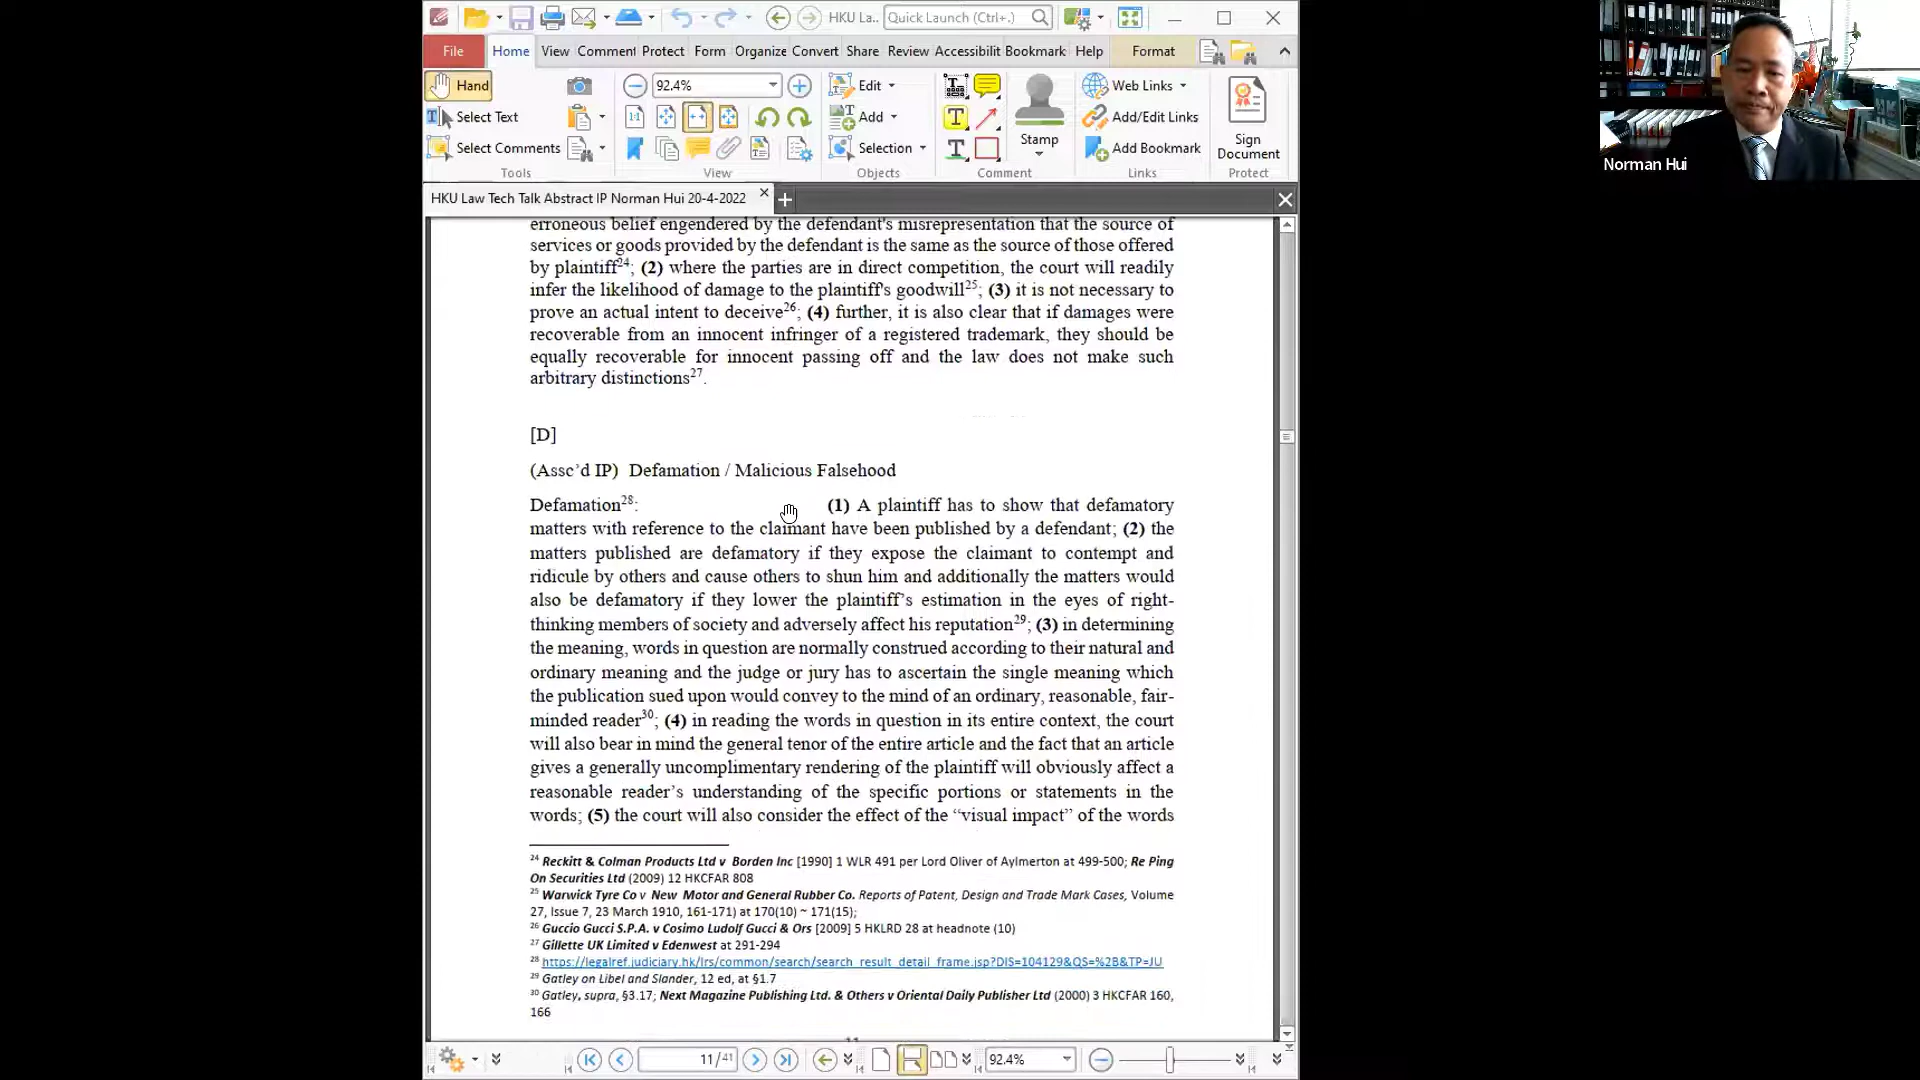 HKU La..
Quick Launch (Ctrl+.)
File Home View Comment Protect Form Organize Convert Share Review Accessibilit Bookmark Help Format
Hand
Select Text
Select Comments
Tools
92.4%
View
Edit
Add
Selection
Objects
Stamp
Comment
Web Links
Add/Edit Links
Add Bookmark
Links
Sign
Document
Protect
HKU Law Tech Talk Abstract IP Norman Hui 20-4-2022
erroneous belief engendered by the defendant's misrepresentation that the source of
services or goods provided by the defendant is the same as the source of those offered
by plaintiff24; (2) where the parties are in direct competition, the court will readily
infer the likelihood of damage to the plaintiff's goodwill25; (3) it is not necessary to
prove an actual intent to deceive26; (4) further, it is also clear that if damages were
recoverable from an innocent infringer of a registered trademark, they should be
equally recoverable for innocent passing off and the law does not make such
arbitrary distinctions27.
[D]
(Assc'd IP) Defamation / Malicious Falsehood
Defamation28: (1) A plaintiff has to show that defamatory
matters with reference to the claimant have been published by a defendant; (2) the
matters published are defamatory if they expose the claimant to contempt and
ridicule by others and cause others to shun him and additionally the matters would
also be defamatory if they lower the plaintiff's estimation in the eyes of right-
thinking members of society and adversely affect his reputation29; (3) in determining
the meaning, words in question are normally construed according to their natural and
ordinary meaning and the judge or jury has to ascertain the single meaning which
the publication sued upon would convey to the mind of an ordinary, reasonable, fair-
minded reader30; (4) in reading the words in question in its entire context, the court
will also bear in mind the general tenor of the entire article and the fact that an article
gives a generally uncomplimentary rendering of the plaintiff will obviously affect a
reasonable reader's understanding of the specific portions or statements in the
words; (5) the court will also consider the effect of the “visual impact” of the words
24 Reckitt & Colman Products Ltd v Borden Inc [1990] 1 WLR 491 per Lord Oliver of Aylmerton at 499-500; Re Ping
On Securities Ltd (2009) 12 HKCFAR 808
25 Warwick Tyre Co v New Motor and General Rubber Co. Reports of Patent, Design and Trade Mark Cases, Volume
27, Issue 7, 23 March 1910, 161-171) at 170(10) ~ 171(15);
26 Guccio Gucci S.P.A. v Cosimo Ludolf Gucci & Ors [2009] 5 HKLRD 28 at headnote (10)
27 Gillette UK Limited v Edenwest at 291-294
28 https://legalref.judiciary.hk/lrs/common/search/search_result_detail_frame.jsp?DIS=104129&QS=%2B&TP=JU
29 Gatley on Libel and Slander, 12 ed, at §1.7
30 Gatley, supra, §3.17; Next Magazine Publishing Ltd. & Others v Oriental Daily Publisher Ltd (2000) 3 HKCFAR 160,
166
11 / 41
92.4%
Norman Hui